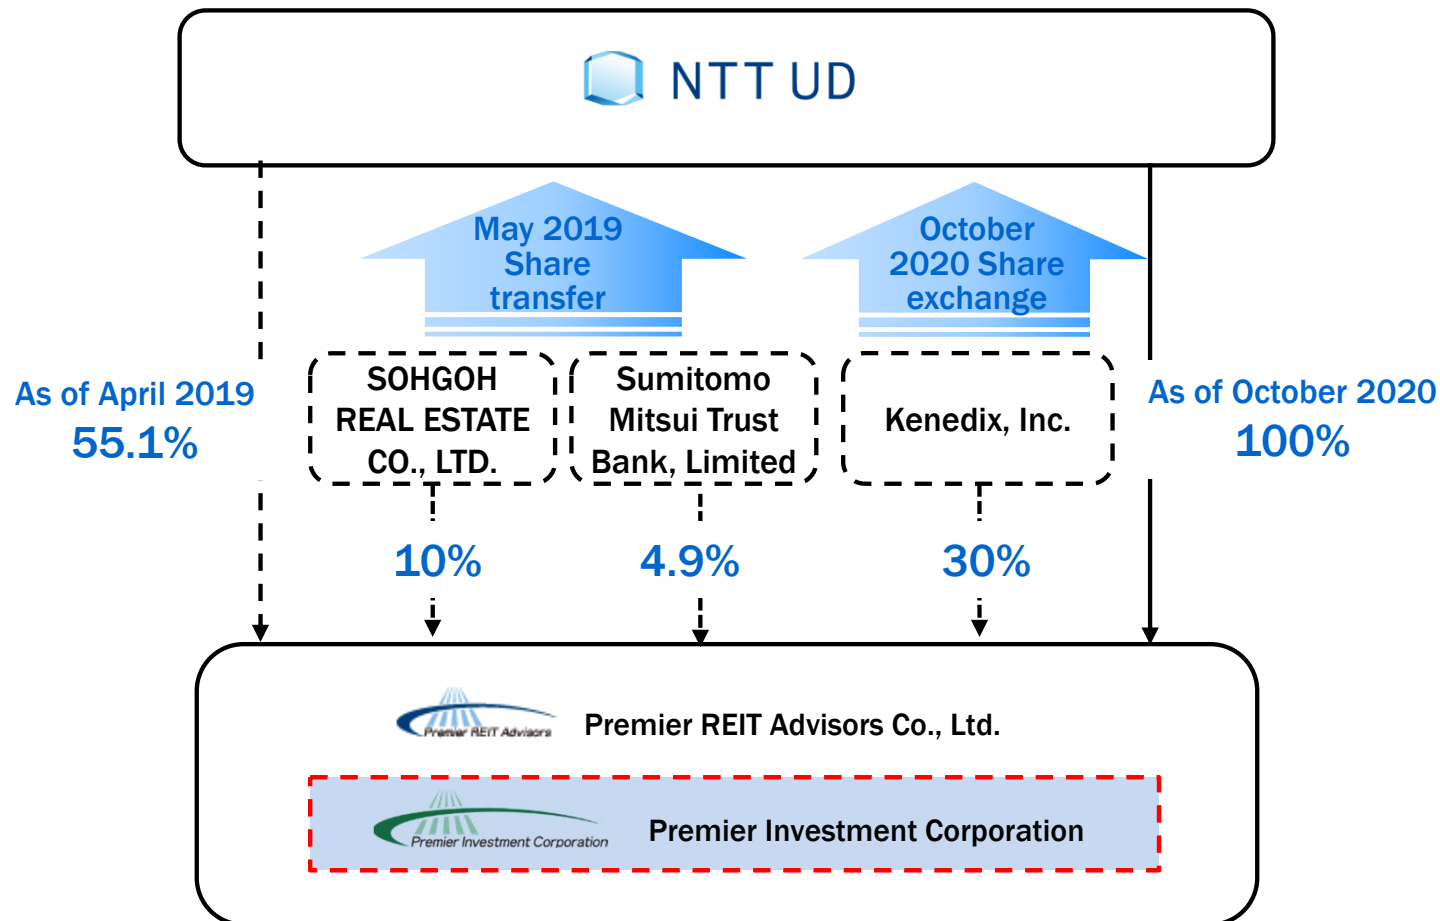 NTT UD
May 2019
Share
transfer
October
2020 Share
exchange
As of April 2019
55.1%
SOHGOH
REAL ESTATE
CO., LTD.
Sumitomo
Mitsui Trust
Bank, Limited
Kenedix, Inc.
As of October 2020
100%
10%
4.9%
30%
Premier REIT Advisors
Premier REIT Advisors Co., Ltd.
Premier Investment Corporation
Premier Investment Corporation